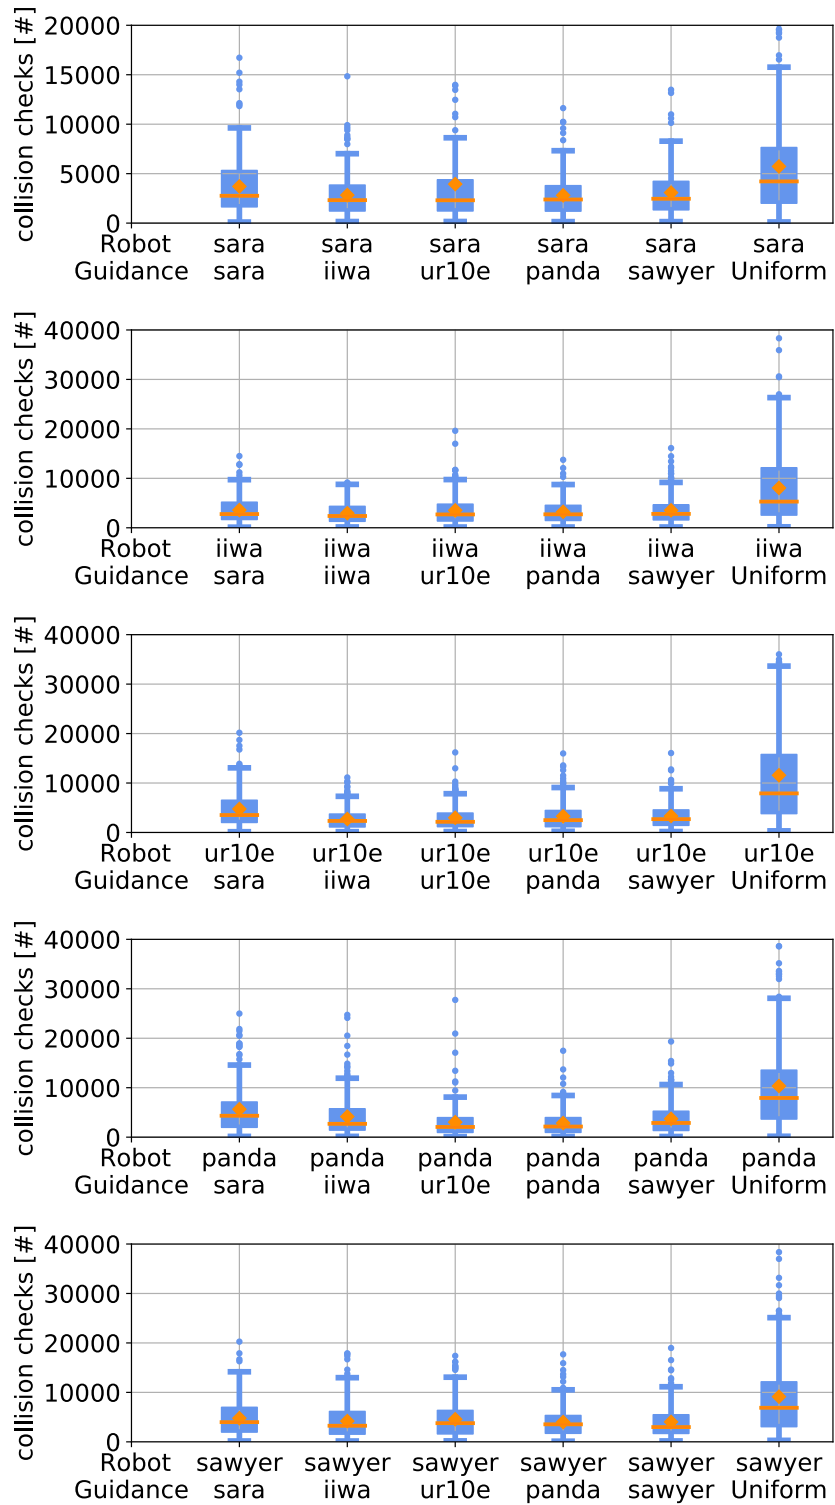 collision checks [#]
20000
15000
10000
5000
0
Robot sara sara sara sara sara sara
Guidance sara iiwa ur10e panda sawyer Uniform
collision checks [#]
40000
30000
20000
10000
0
Robot iiwa iiwa iiwa iiwa iiwa iiwa
Guidance sara iiwa ur10e panda sawyer Uniform
collision checks [#]
40000
30000
20000
10000
0
Robot ur10e ur10e ur10e ur10e ur10e ur10e
Guidance sara iiwa ur10e panda sawyer Uniform
collision checks [#]
40000
30000
20000
10000
0
Robot panda panda panda panda panda panda
Guidance sara iiwa ur10e panda sawyer Uniform
collision checks [#]
40000
30000
20000
10000
0
Robot sawyer sawyer sawyer sawyer sawyer sawyer
Guidance sara iiwa ur10e panda sawyer Uniform